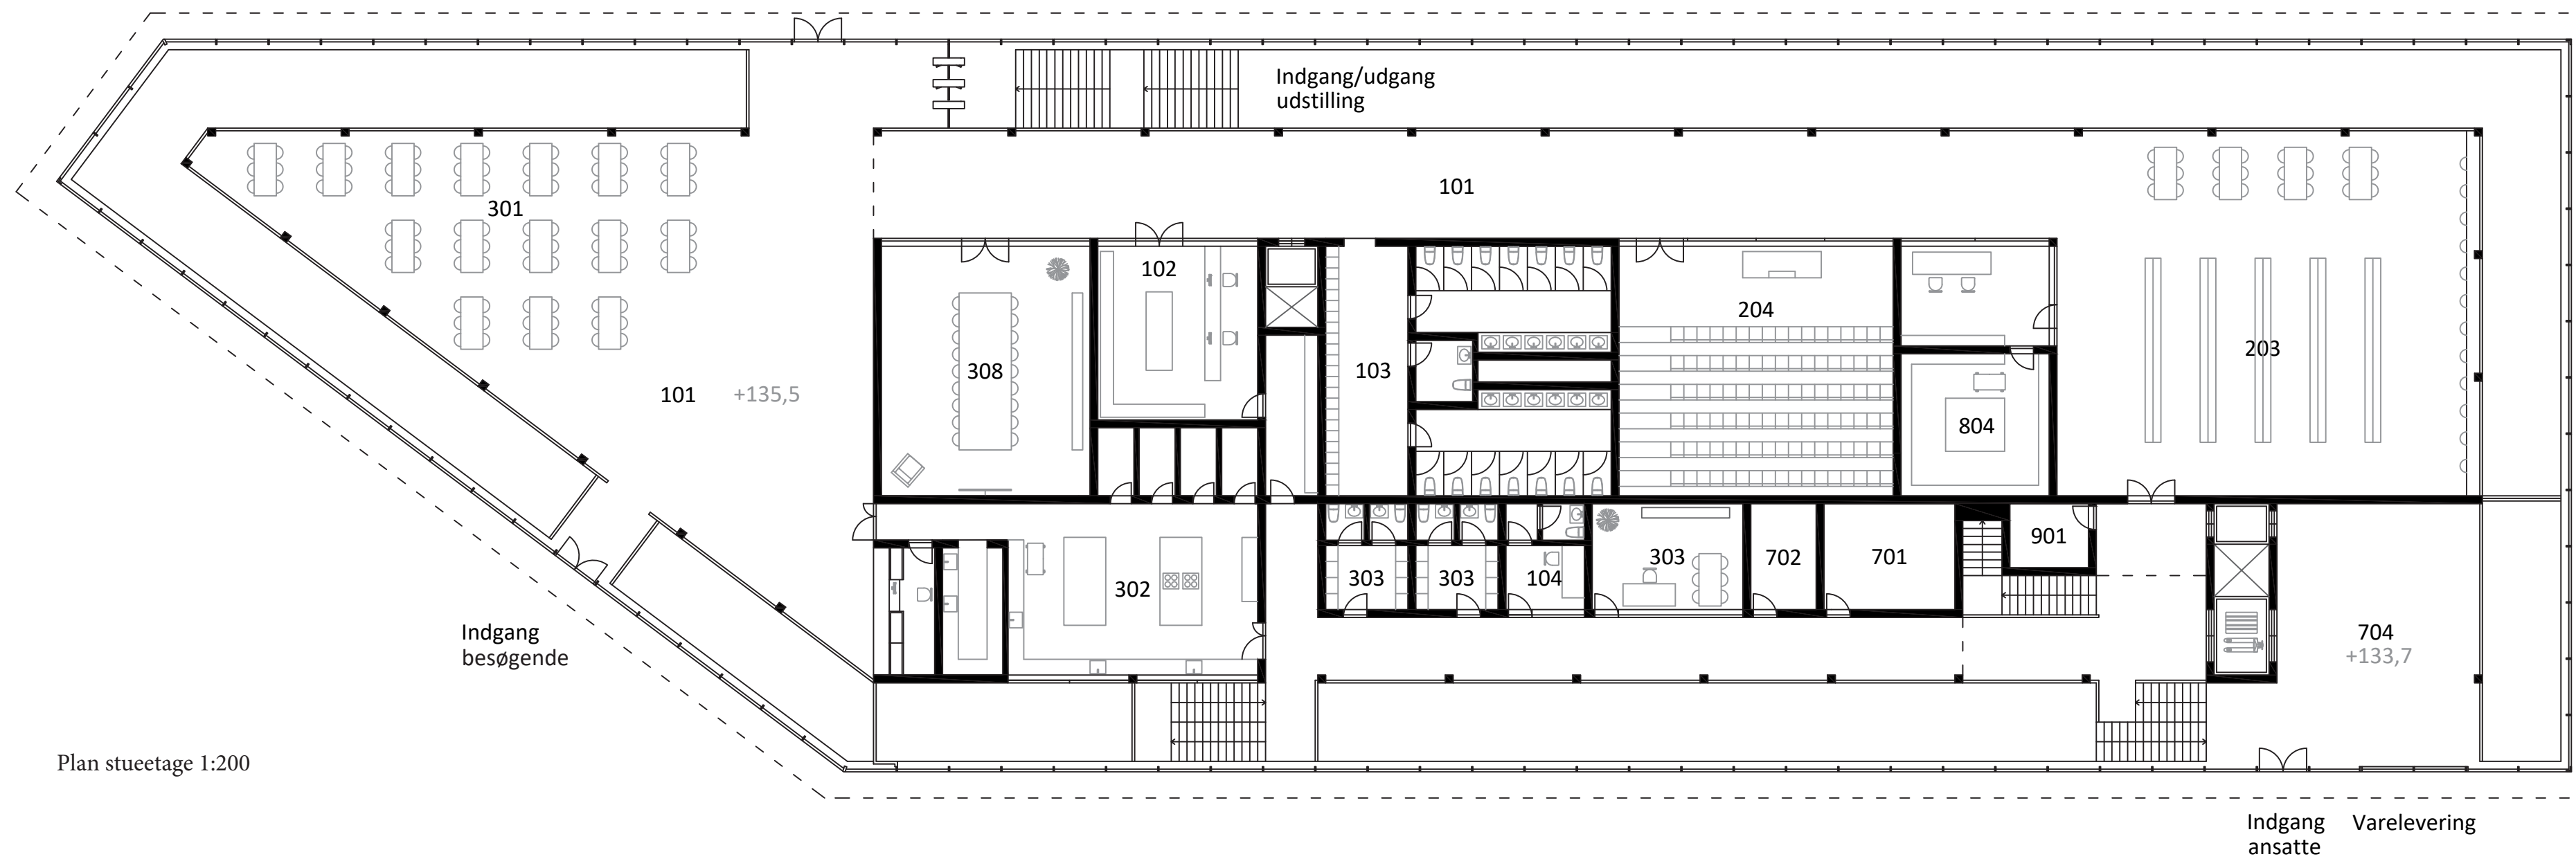 Indgang/udgang
udstilling
101
301
102
204
308
103
203
101 +135,5
804
901
303
702
701
302
303
303
104
704
+133,7
Indgang
besøgende
Plan stueetage 1:200
Indgang
ansatte
Varelevering